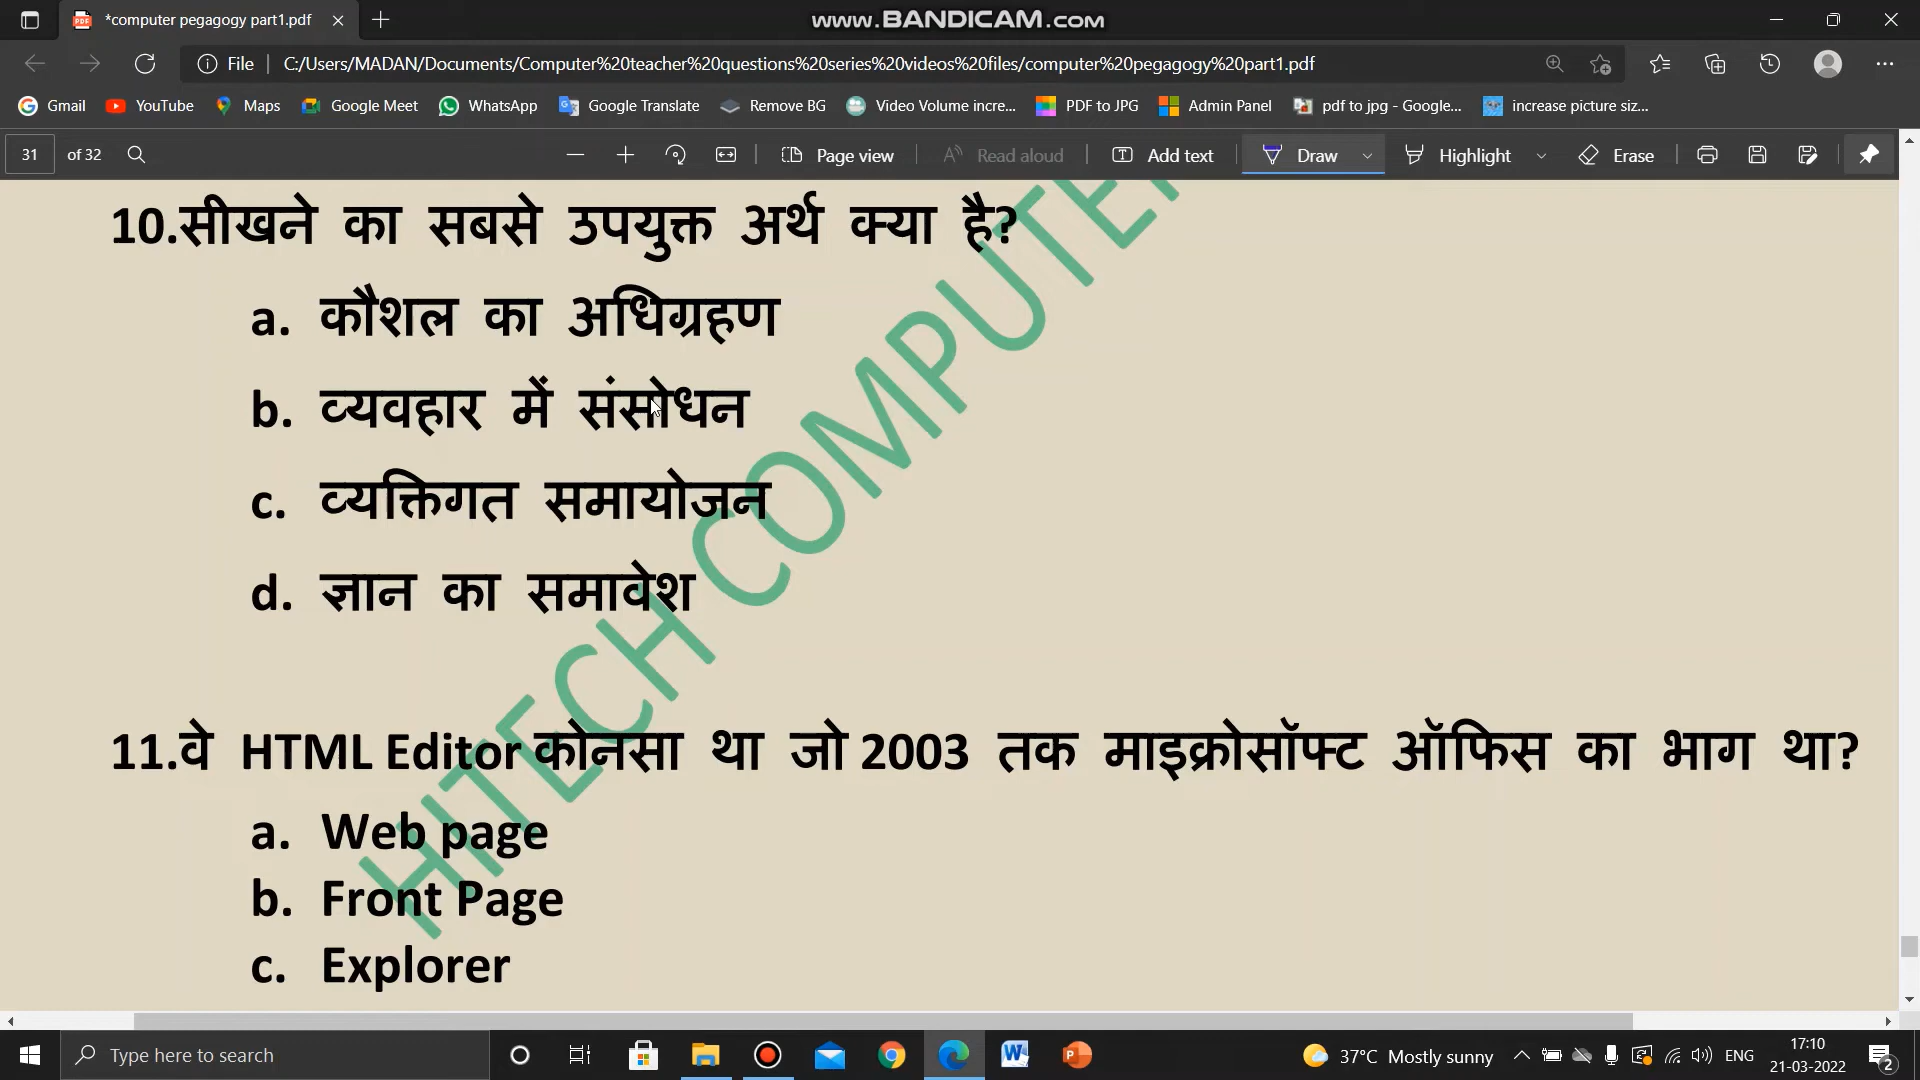 *computer pegagogy part1.pdf
www.BANDICAM.com
File
C:/Users/MADAN/Documents/Computer%20teacher%20questions%20series%20videos%20files/computer%20pegagogy%20part1.pdf
Gmail YouTube Maps Google Meet WhatsApp Google Translate Remove BG Video Volume incre... PDF to JPG Admin Panel pdf to jpg - Google... increase picture siz...
31 of 32 Page view Read aloud Add text Draw Highlight Erase
10.सीखने का सबसे उपयुक्त अर्थ क्या है?
a. कौशल का अधिग्रहण
b. व्यवहार में संसोधन
c. व्यक्तिगत समायोजन
d. ज्ञान का समावेश
HITECH COMPUTER
11.वे HTML Editor कोनसा था जो 2003 तक माइक्रोसॉफ्ट ऑफिस का भाग था?
a. Web page
b. Front Page
c. Explorer
Type here to search
37°C Mostly sunny
ENG
17:10
21-03-2022
2